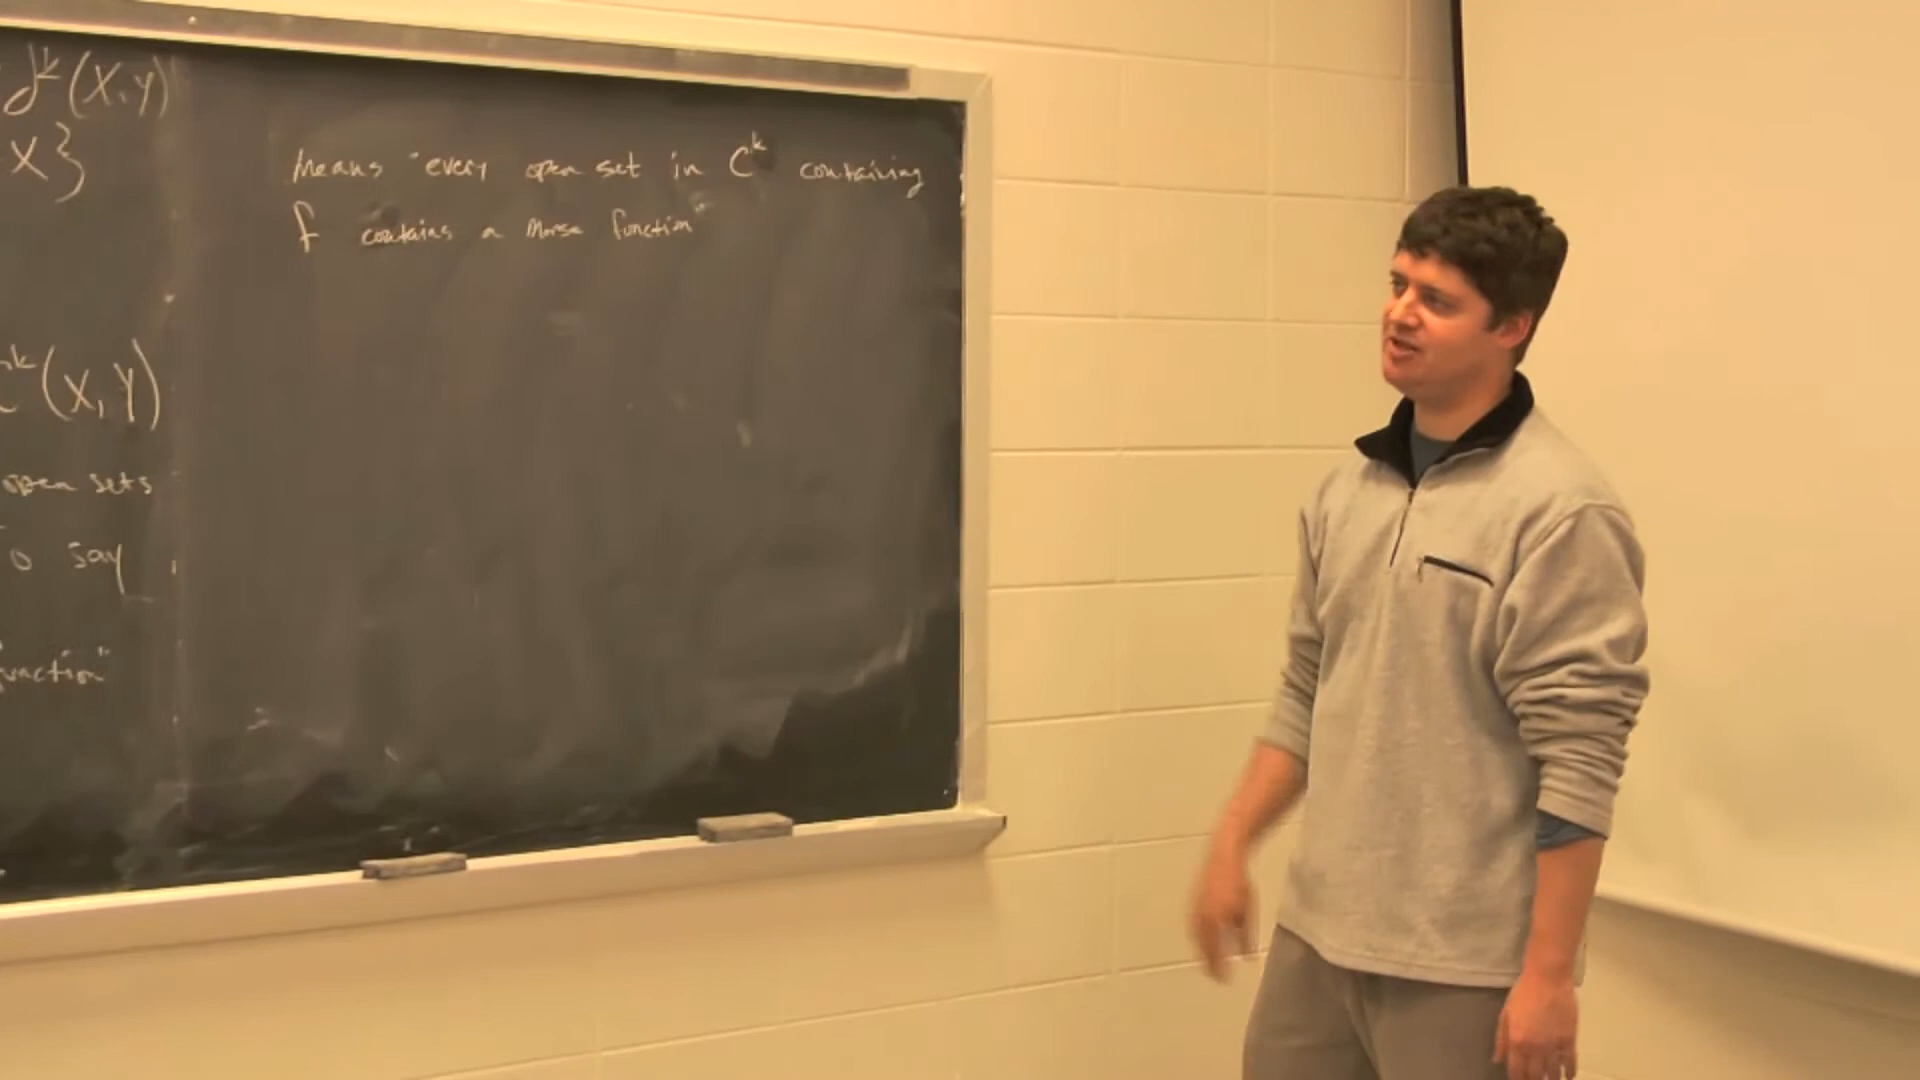 J^k(X,Y)
X}
(X,Y)
open sets
o say
unction"
Means "every open set in C^k containing
f contains a Morse function"